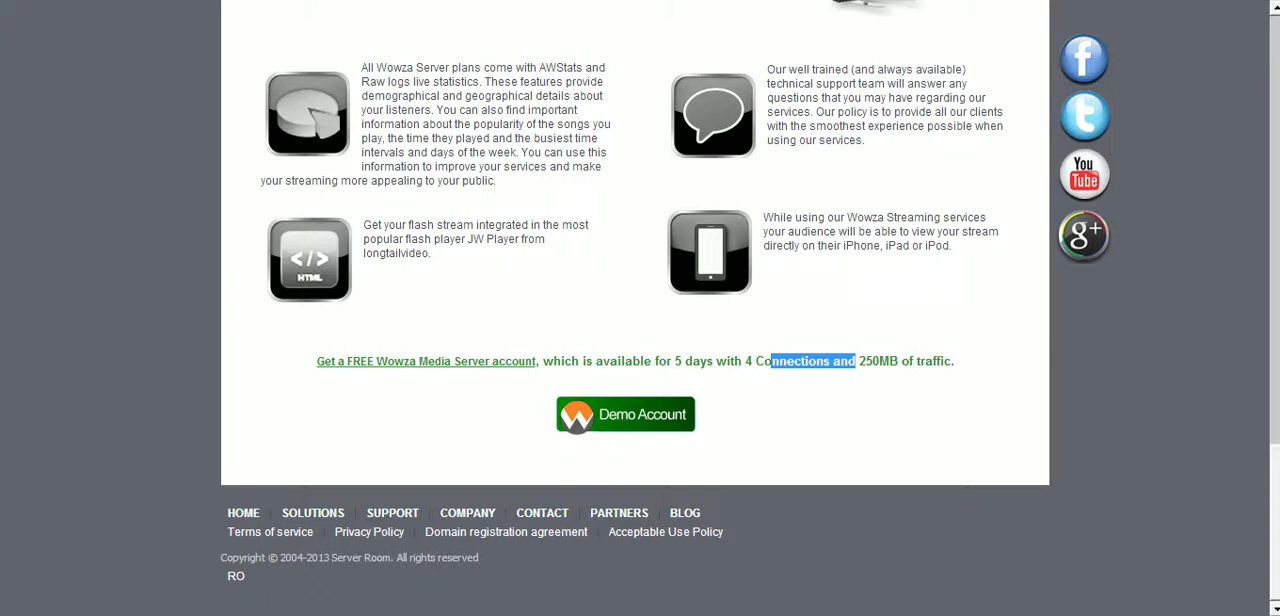 All Wowza Server plans come with AWStats and
Raw logs live statistics. These features provide
demographical and geographical details about
your listeners. You can also find important
information about the popularity of the songs you
play, the time they played and the busiest time
intervals and days of the week. You can use this
information to improve your services and make
your streaming more appealing to your public.
Our well trained (and always available)
technical support team will answer any
questions that you may have regarding our
services. Our policy is to provide all our clients
with the smoothest experience possible when
using our services.
</> HTML
Get your flash stream integrated in the most
popular flash player JW Player from
longtailvideo.
While using our Wowza Streaming services
your audience will be able to view your stream
directly on their iPhone, iPad or iPod.
Get a FREE Wowza Media Server account, which is available for 5 days with 4 Connections and 250MB of traffic.
Demo Account
HOME | SOLUTIONS | SUPPORT | COMPANY | CONTACT | PARTNERS | BLOG
Terms of service | Privacy Policy | Domain registration agreement | Acceptable Use Policy
Copyright © 2004-2013 Server Room. All rights reserved
RO
f
t
You
Tube
g+